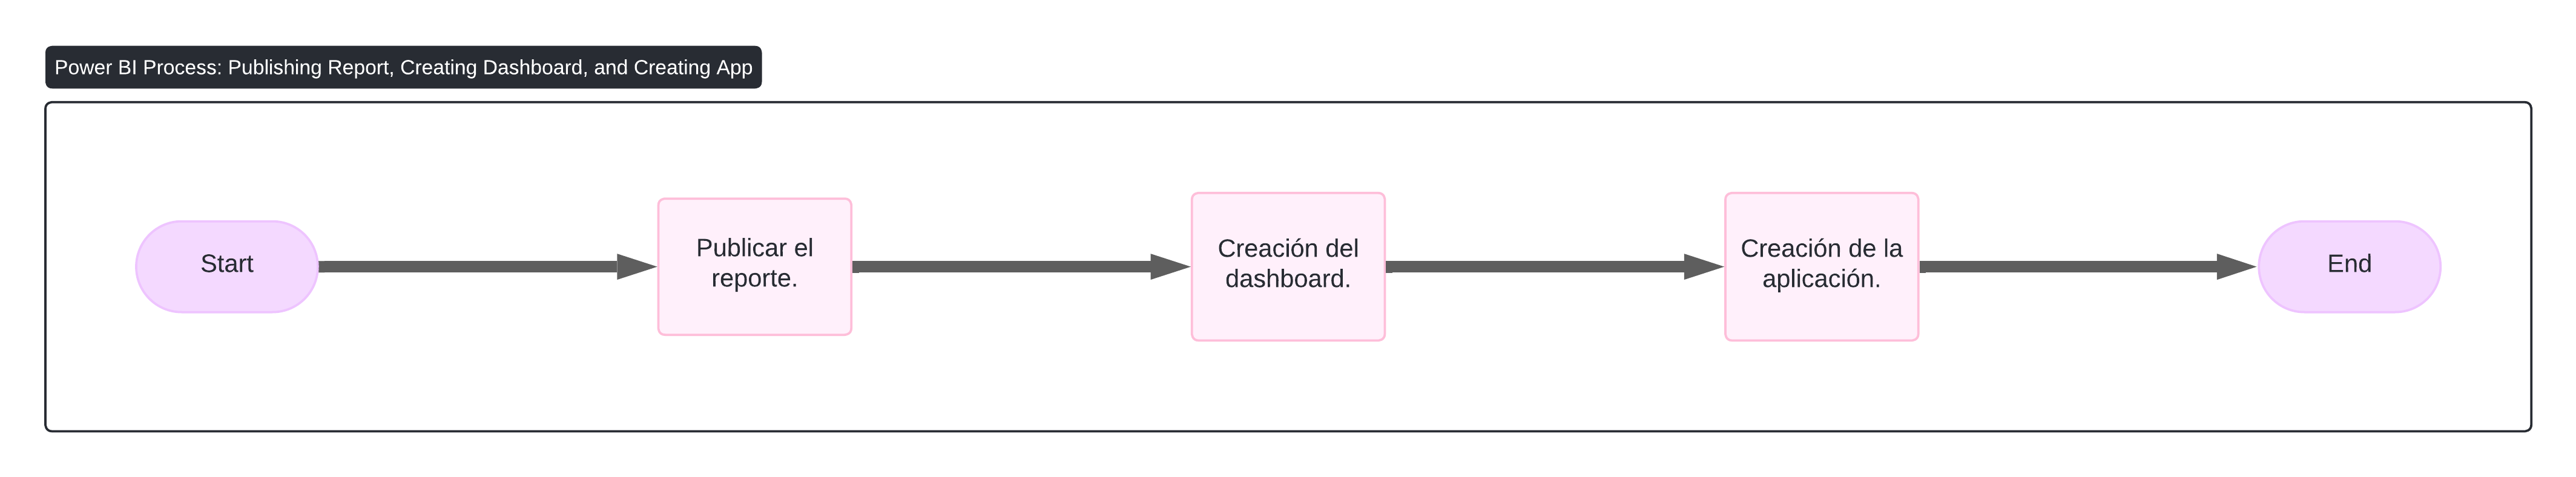 Power BI Process: Publishing Report, Creating Dashboard, and Creating App
Start
Publicar el
reporte.
Creación del
dashboard.
Creación de la
aplicación.
End